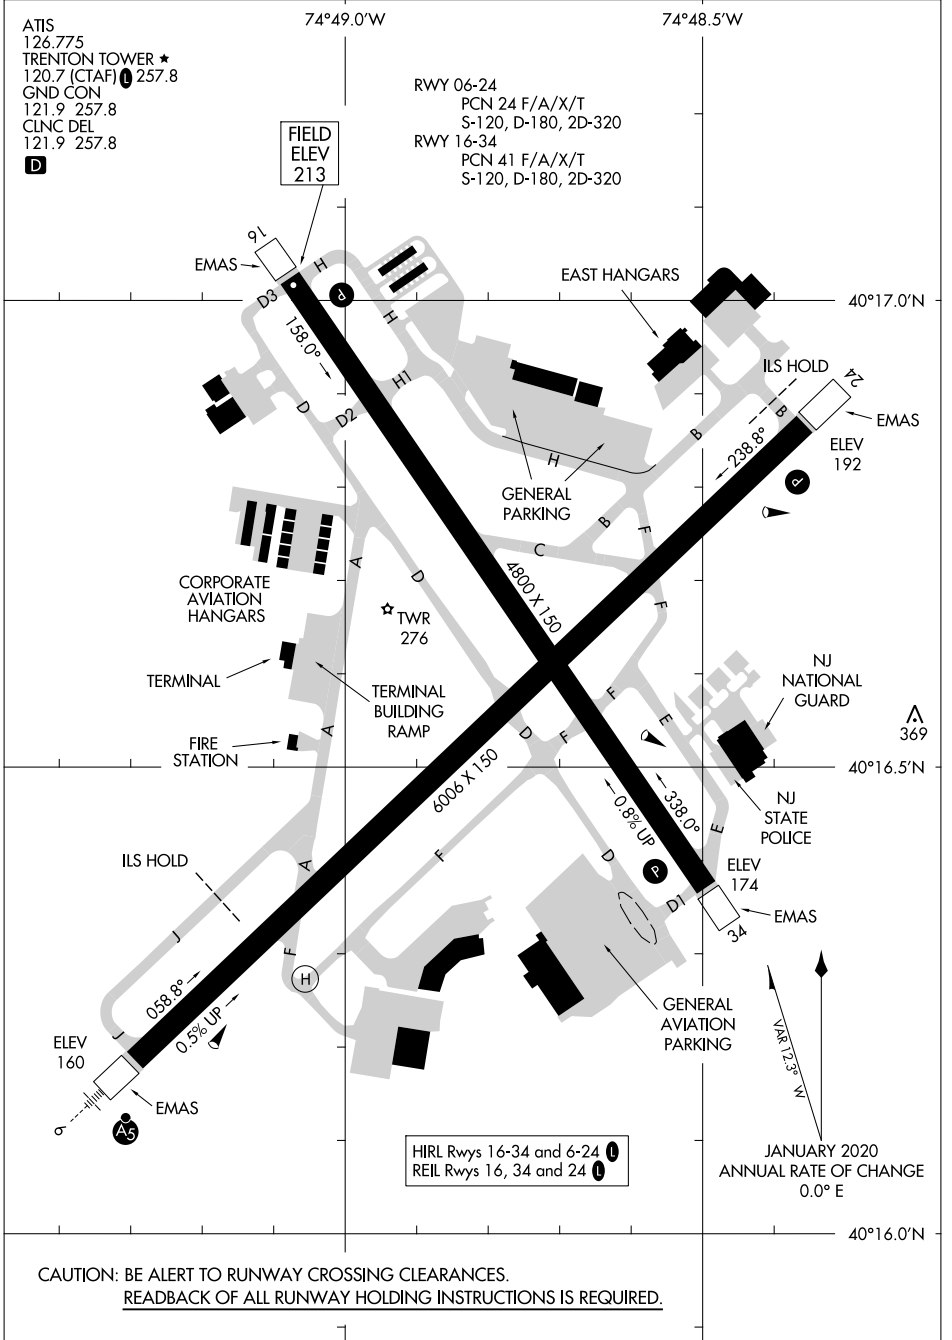 74°49.0'W
74°48.5'W
ATIS
126.775
TRENTON TOWER ★
120.7 (CTAF) L 257.8
GND CON
121.9 257.8
CLNC DEL
121.9 257.8
D
RWY 06-24
PCN 24 F/A/X/T
S-120, D-180, 2D-320
RWY 16-34
PCN 41 F/A/X/T
S-120, D-180, 2D-320
FIELD
ELEV
213
16
EMAS
H
D3
P
H
EAST HANGARS
40°17.0'N
158.0°
H1
D
D2
ILS HOLD
24
B
EMAS
B
238.8°
ELEV
192
P
H
GENERAL
PARKING
B
F
C
A
D
4800 X 150
F
CORPORATE
AVIATION
HANGARS
TWR
276
TERMINAL
TERMINAL
BUILDING
RAMP
NJ
NATIONAL
GUARD
F
E
A
D
F
369
FIRE
STATION
6006 X 150
40°16.5'N
0.8% UP
338.0°
NJ
STATE
POLICE
E
ILS HOLD
A
F
D
P
ELEV
174
D1
EMAS
34
J
F
H
058.8°
0.5% UP
J
GENERAL
AVIATION
PARKING
VAR 12.3° W
ELEV
160
EMAS
6
A5
HIRL Rwys 16-34 and 6-24 L
REIL Rwys 16, 34 and 24 L
JANUARY 2020
ANNUAL RATE OF CHANGE
0.0° E
40°16.0'N
CAUTION: BE ALERT TO RUNWAY CROSSING CLEARANCES.
READBACK OF ALL RUNWAY HOLDING INSTRUCTIONS IS REQUIRED.